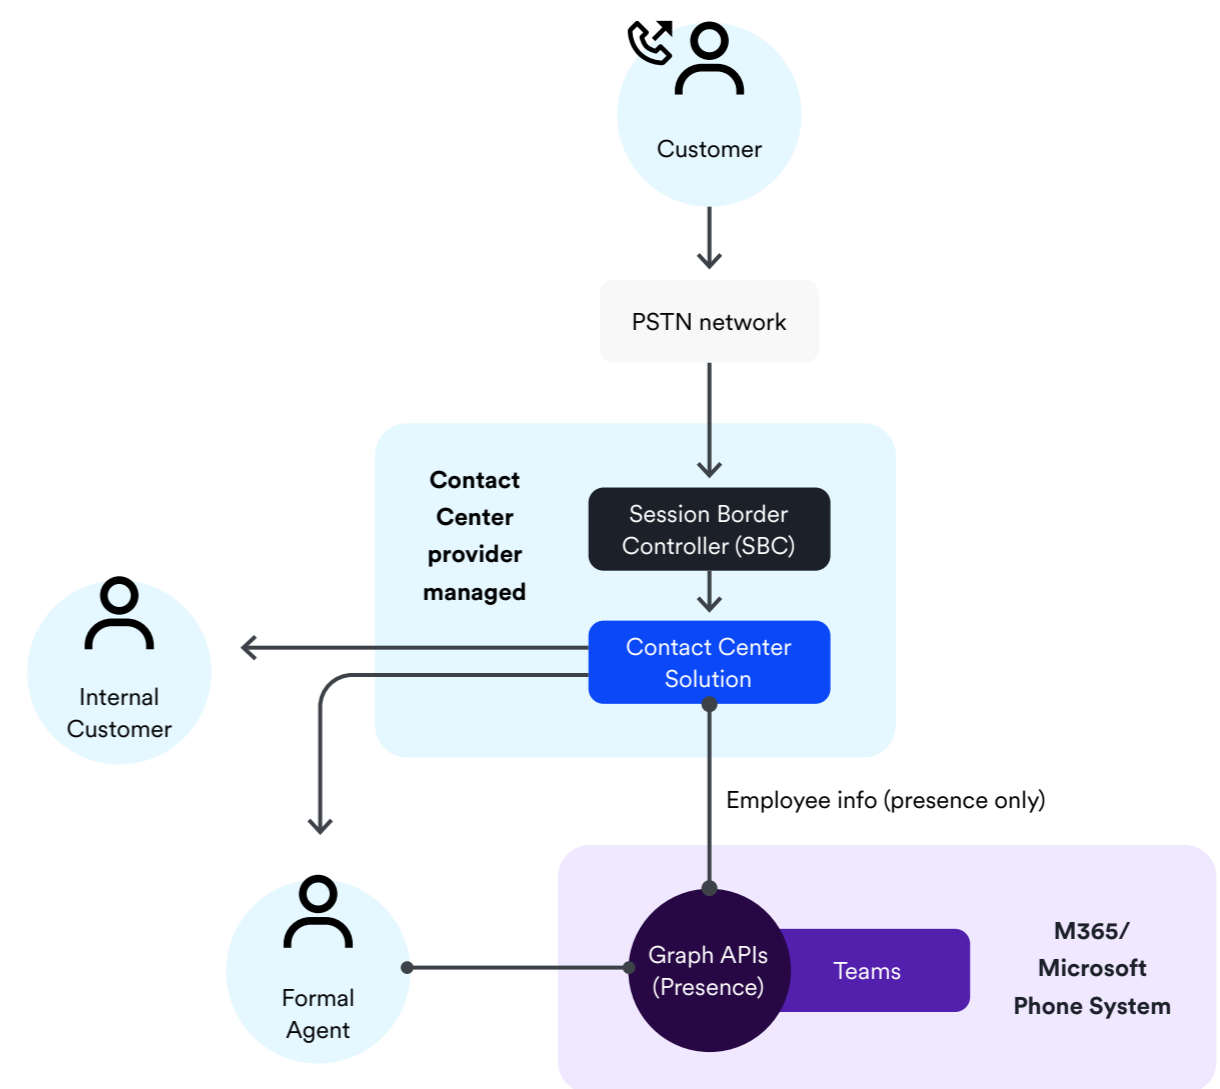 Customer
PSTN network
Contact
Center
provider
managed
Session Border
Controller (SBC)
Contact Center
Solution
Internal
Customer
Employee info (presence only)
Formal
Agent
Graph APIs
(Presence)
Teams
M365/
Microsoft
Phone System